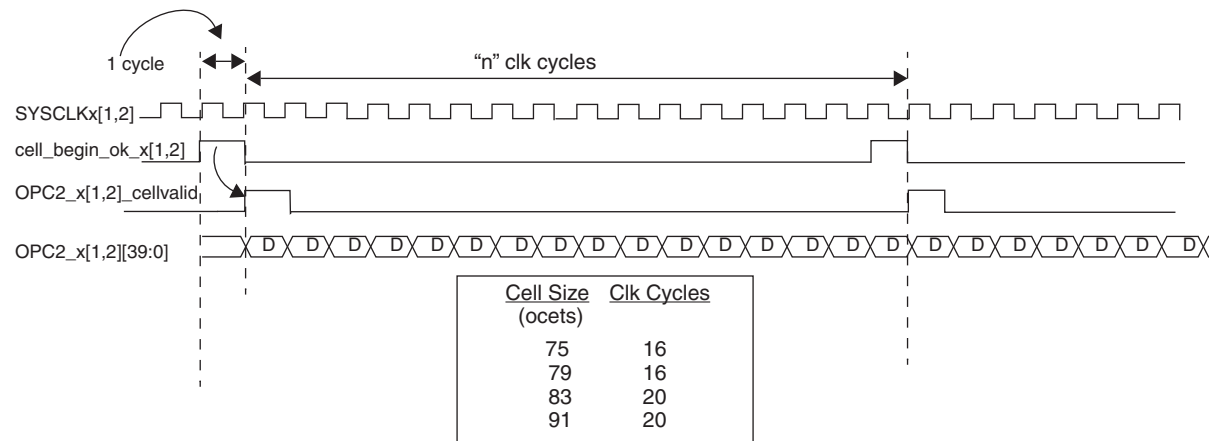 1 cycle
“n” clk cycles
SYSCLKx[1,2]
cell_begin_ok_x[1,2]
OPC2_x[1,2]_cellvalid
OPC2_x[1,2][39:0] D D D D D D D D D D D D D D D D D D D D D D D
Cell Size Clk Cycles
(ocets)
75 16
79 16
83 20
91 20